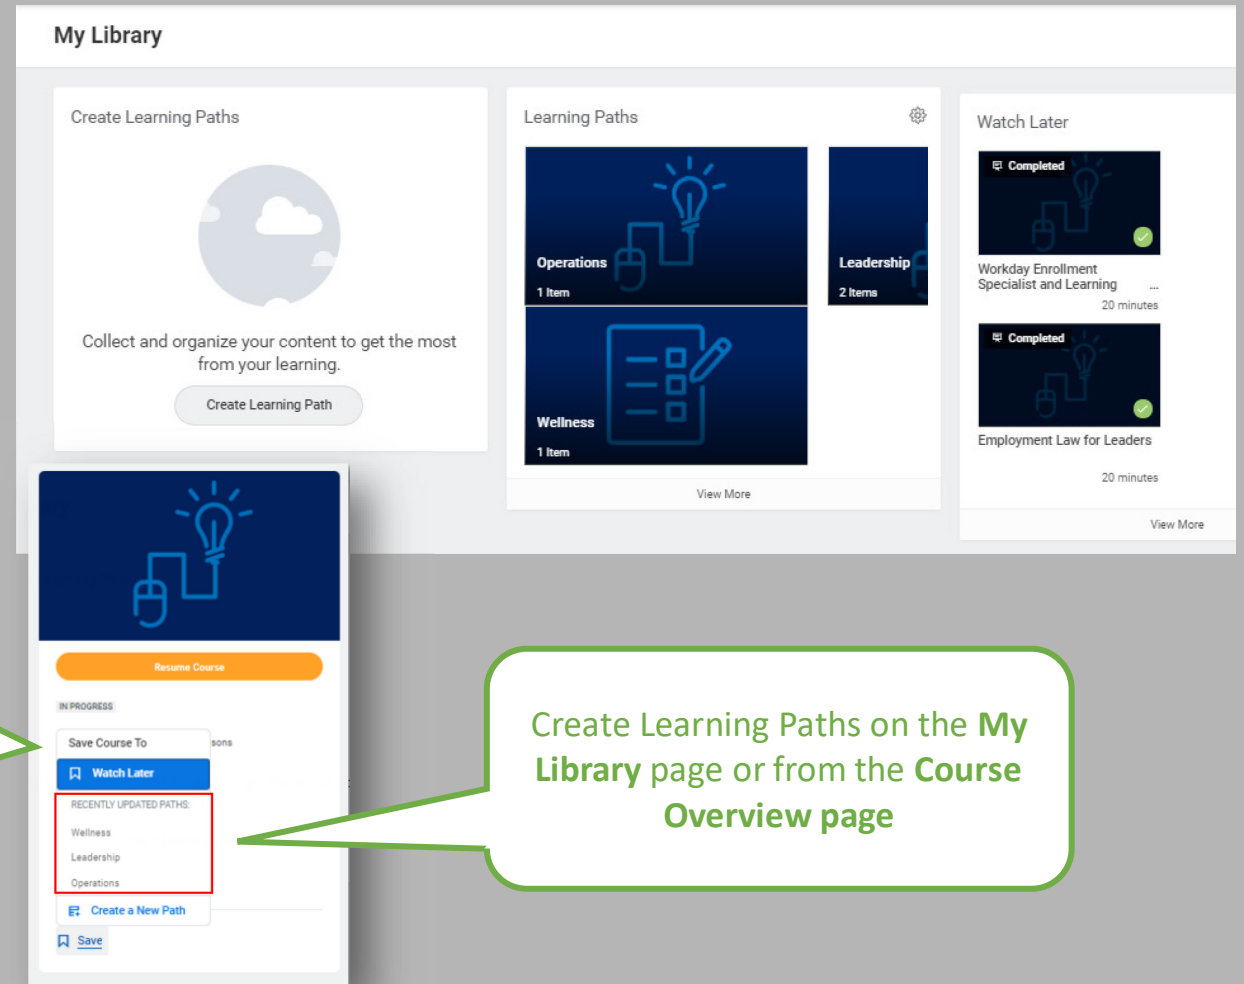 My Library
Create Learning Paths
Collect and organize your content to get the most
from your learning.
Create Learning Path
Learning Paths
Operations
1 Item
Leadership
2 Items
Wellness
1 Item
View More
Watch Later
Completed
Workday Enrollment
Specialist and Learning ...
20 minutes
Completed
Employment Law for Leaders
20 minutes
View More
Resume Course
IN PROGRESS
Save Course To
sons
Watch Later
RECENTLY UPDATED PATHS:
Wellness
Leadership
Operations
Create a New Path
Save
Create Learning Paths on the My
Library page or from the Course
Overview page